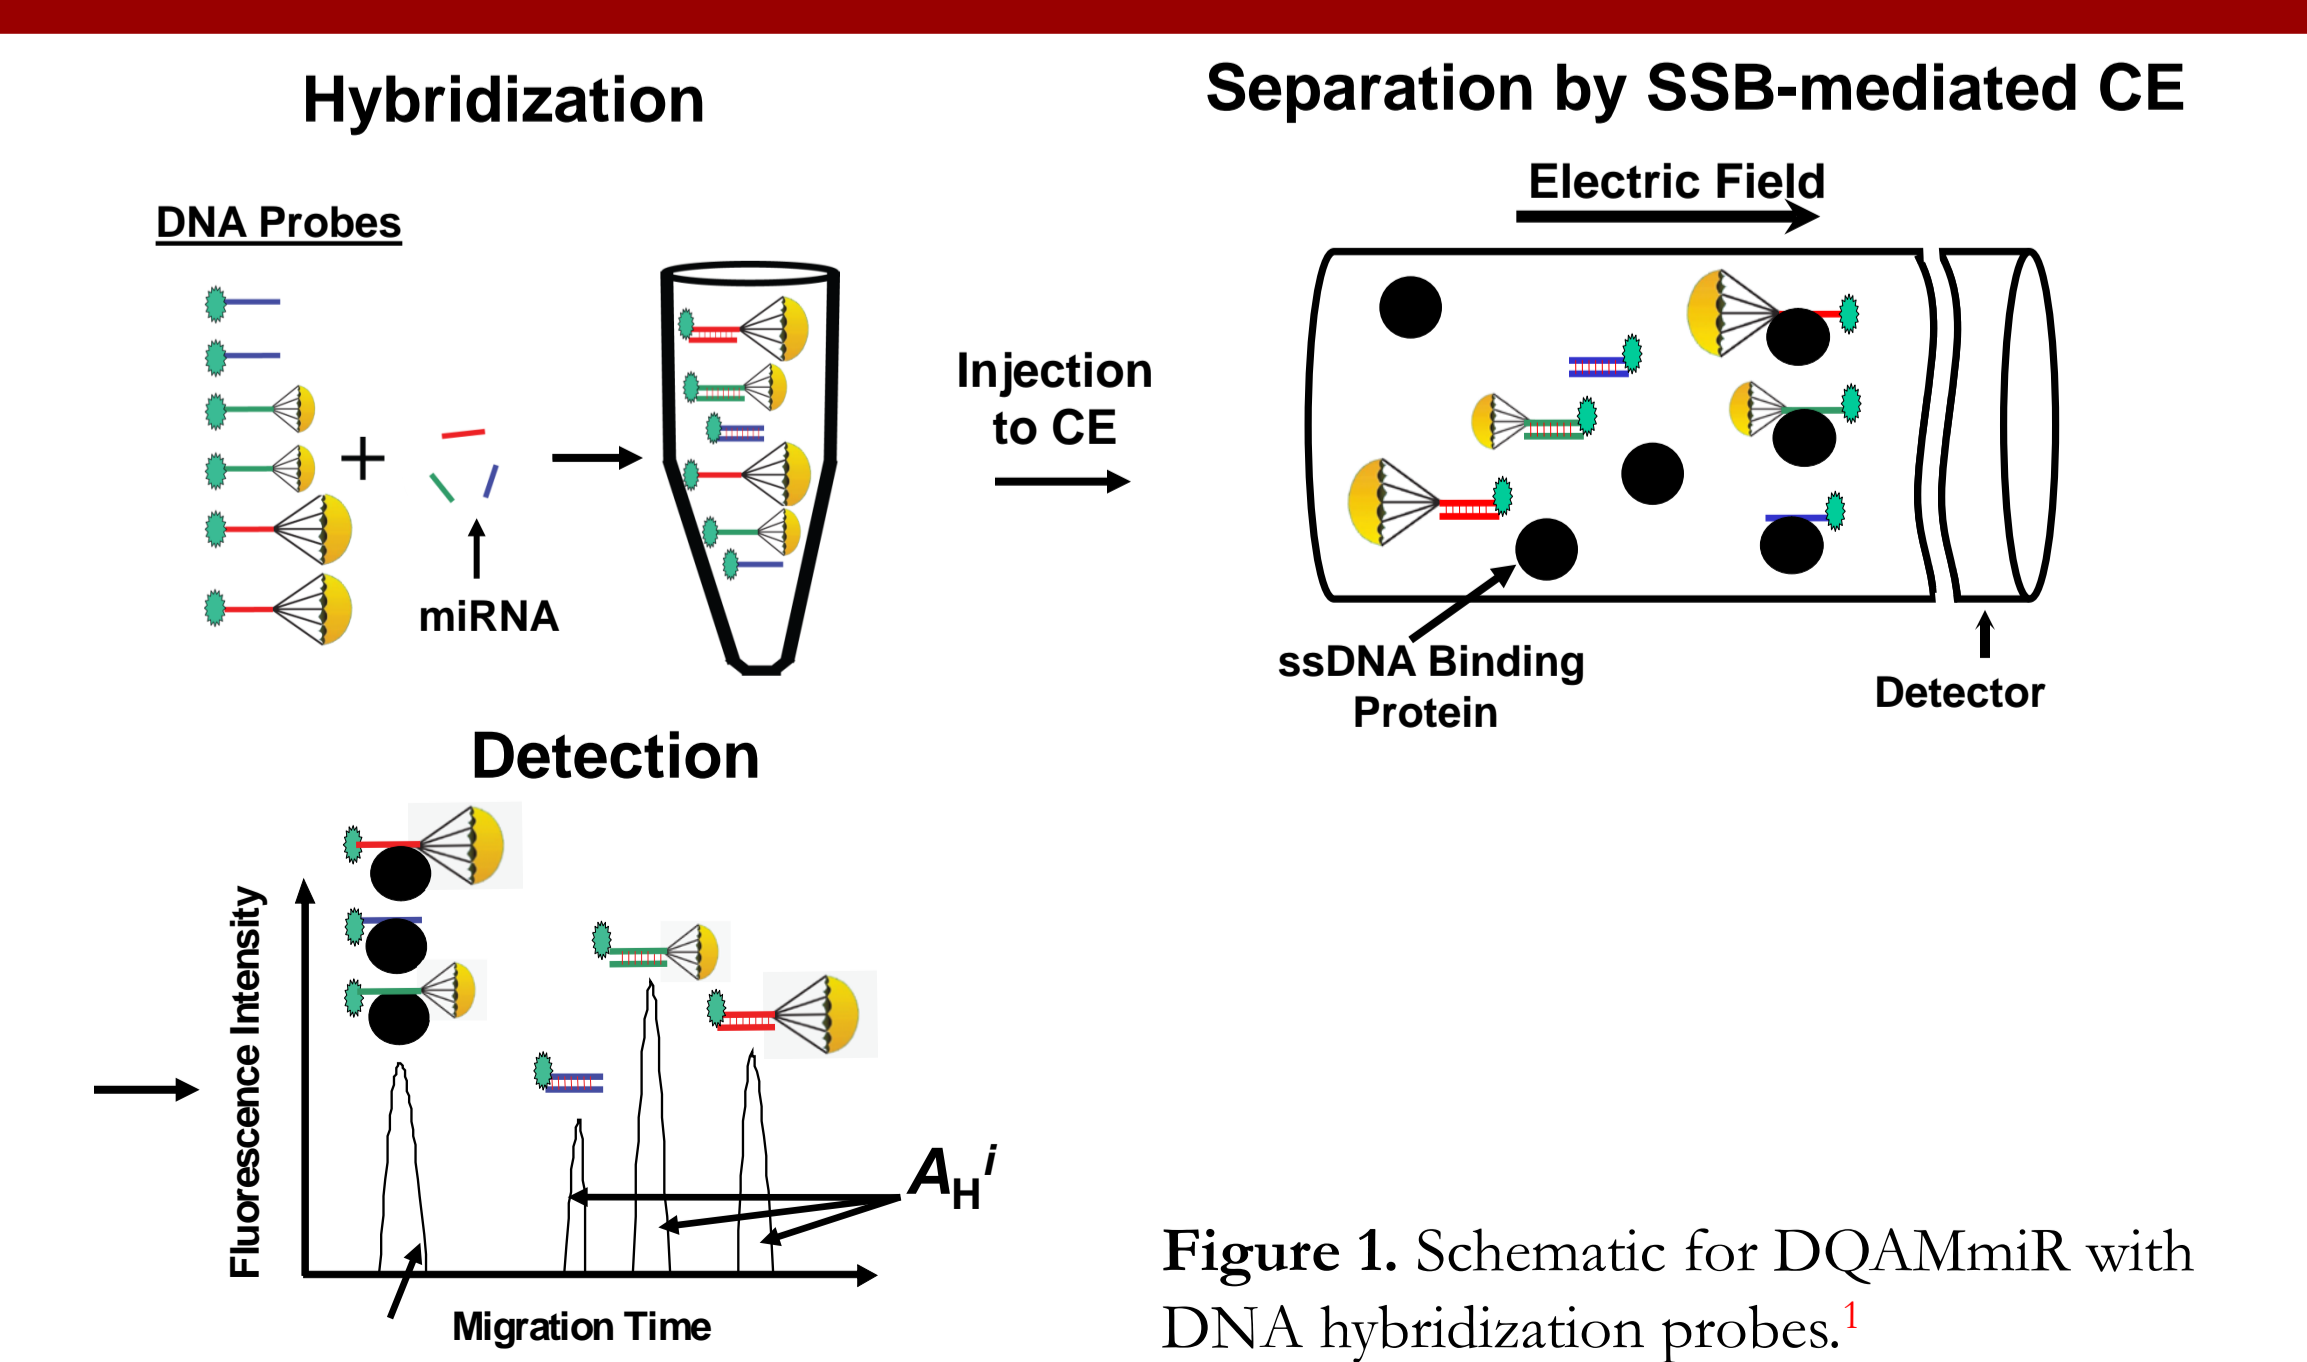 Hybridization
Separation by SSB-mediated CE
DNA Probes
miRNA
Injection
to CE
Electric Field
ssDNA Binding
Protein
Detector
Detection
Fluorescence Intensity
Migration Time
A_H^i
Figure 1. Schematic for DQAMmiR with
DNA hybridization probes.1